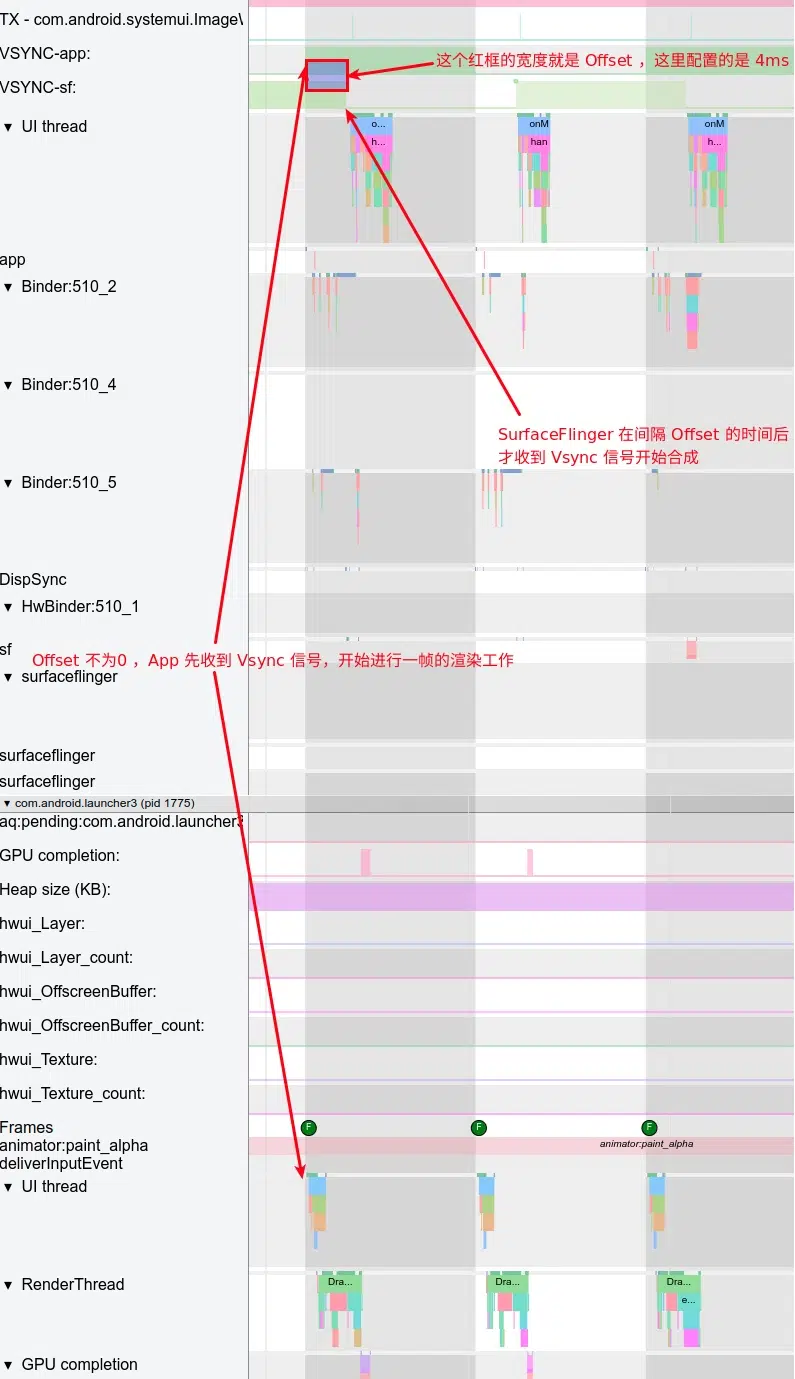 TX - com.android.systemui.Image
VSYNC-app:
这个红框的宽度就是 Offset ，这里配置的是 4ms
VSYNC-sf:
▼ UI thread
o...
onM
onM
h...
han
h...
app
▼ Binder:510_2
▼ Binder:510_4
SurfaceFlinger 在间隔 Offset 的时间后
才收到 Vsync 信号开始合成
▼ Binder:510_5
DispSync
▼ HwBinder:510_1
sf
Offset 不为0 ，App 先收到 Vsync 信号，开始进行一帧的渲染工作
▼ surfaceflinger
surfaceflinger
surfaceflinger
▼ com.android.launcher3 (pid 1775)
aq:pending:com.android.launcher3
GPU completion:
Heap size (KB):
hwui_Layer:
hwui_Layer_count:
hwui_OffscreenBuffer:
hwui_OffscreenBuffer_count:
hwui_Texture:
hwui_Texture_count:
Frames
F
F
F
animator:paint_alpha
animator:paint_alpha
deliverInputEvent
▼ UI thread
▼ RenderThread
Dra...
Dra...
Dra...
e...
▼ GPU completion